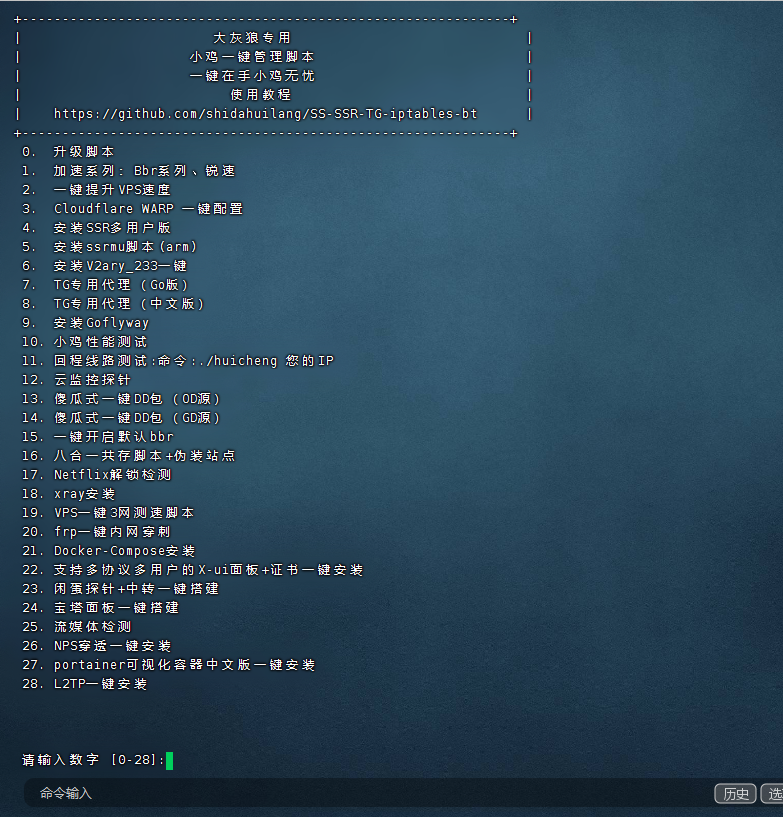 大灰狼专用
小鸡一键管理脚本
一键在手小鸡无忧
使用教程
https://github.com/shidahuilang/SS-SSR-TG-iptables-bt
0. 升级脚本
1. 加速系列：Bbr系列、锐速
2. 一键提升VPS速度
3. Cloudflare WARP 一键配置
4. 安装SSR多用户版
5. 安装ssrmu脚本(arm)
6. 安装V2ary_233一键
7. TG专用代理（Go版）
8. TG专用代理（中文版）
9. 安装Goflyway
10. 小鸡性能测试
11. 回程线路测试:命令:./huicheng 您的IP
12. 云监控探针
13. 傻瓜式一键DD包（OD源）
14. 傻瓜式一键DD包（GD源）
15. 一键开启默认bbr
16. 八合一共存脚本+伪装站点
17. Netflix解锁检测
18. xray安装
19. VPS一键3网测速脚本
20. frp一键内网穿刺
21. Docker-Compose安装
22. 支持多协议多用户的X-ui面板+证书一键安装
23. 闲蛋探针+中转一键搭建
24. 宝塔面板一键搭建
25. 流媒体检测
26. NPS穿透一键安装
27. portainer可视化容器中文版一键安装
28. L2TP一键安装
请输入数字 [0-28]:
命令输入
历史
选